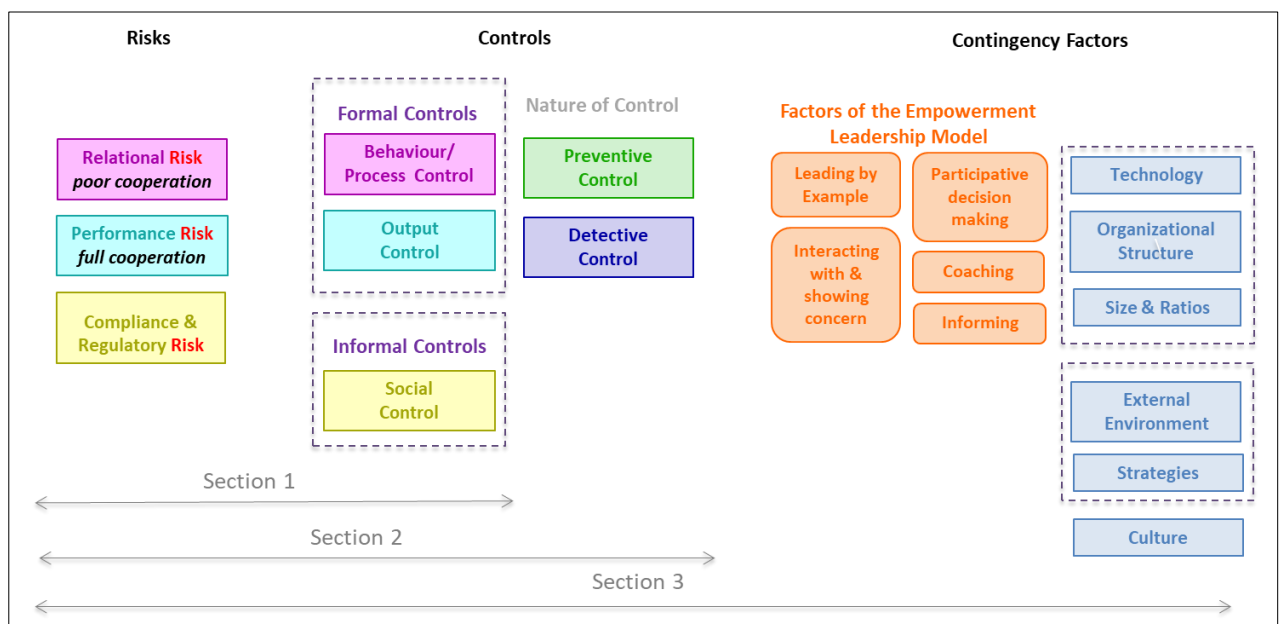 Risks
Controls
Contingency Factors
Relational Risk
poor cooperation
Performance Risk
full cooperation
Compliance &
Regulatory Risk
Formal Controls
Behaviour/
Process Control
Output
Control
Informal Controls
Social
Control
Nature of Control
Preventive
Control
Detective
Control
Factors of the Empowerment
Leadership Model
Leading by
Example
Interacting
with &
showing
concern
Participative
decision
making
Coaching
Informing
Technology
Organizational
Structure
Size & Ratios
External
Environment
Strategies
Culture
Section 1
Section 2
Section 3